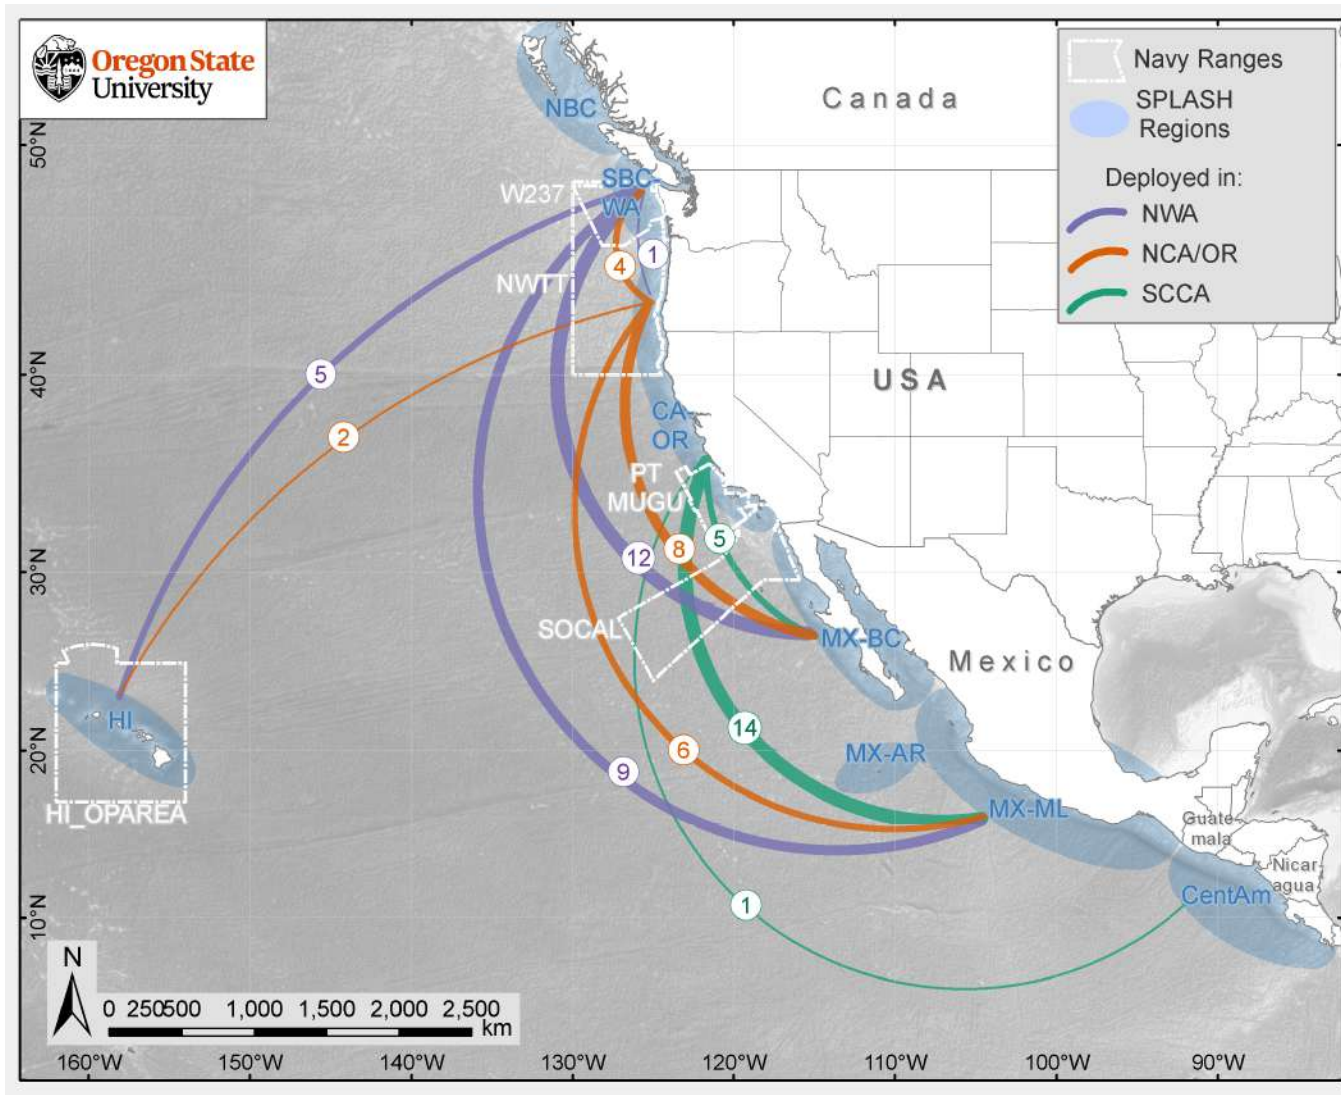 Oregon State
University
Canada
Navy Ranges
SPLASH
Regions
Deployed in:
NWA
NCA/OR
SCCA
NBC
50°N
SBC-
WA
W237
1
4
NWTT
40°N
5
USA
2
CA-
OR
PT
MUGU
5
8
12
30°N
SOCAL
MX-BC
Mexico
HI
14
6
MX-AR
20°N
9
HI_OPAREA
MX-ML
Guate-
mala
Nicar-
agua
CentAm
1
10°N
N
0 250500 1,000 1,500 2,000 2,500
km
160°W 150°W 140°W 130°W 120°W 110°W 100°W 90°W